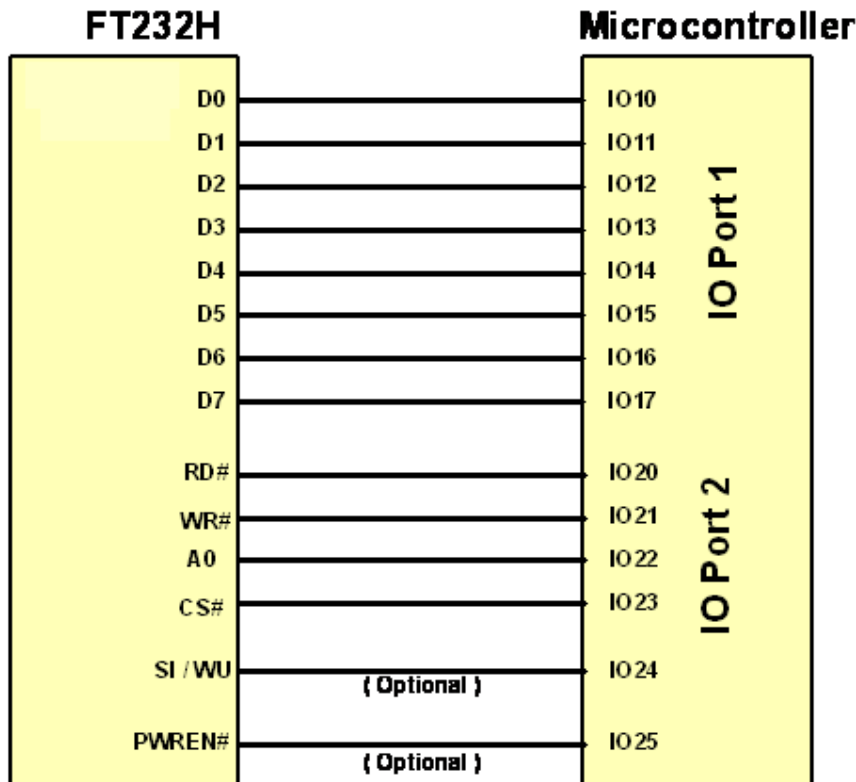 FT232H Microcontroller
D0 IO10
D1 IO11
D2 IO12
D3 IO13
D4 IO14
D5 IO15
D6 IO16
D7 IO17
IO Port 1
RD# IO20
WR# IO21
A0 IO22
CS# IO23
SI / WU ( Optional ) IO24
PWREN# ( Optional ) IO25
IO Port 2